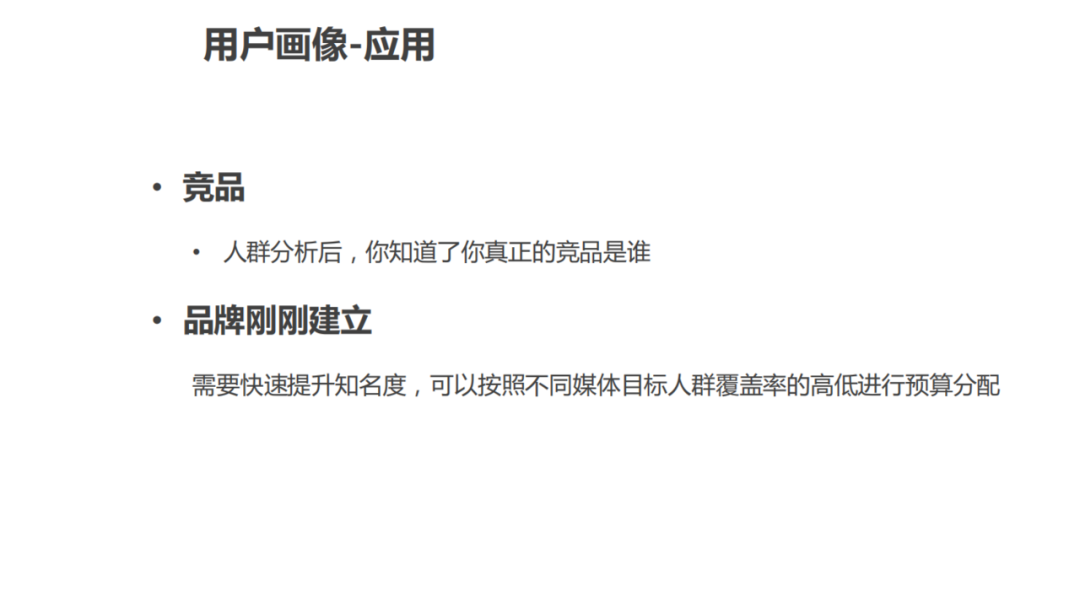 用户画像-应用
• 竞品
• 人群分析后，你知道了你真正的竞品是谁
• 品牌刚刚建立
需要快速提升知名度，可以按照不同媒体目标人群覆盖率的高低进行预算分配